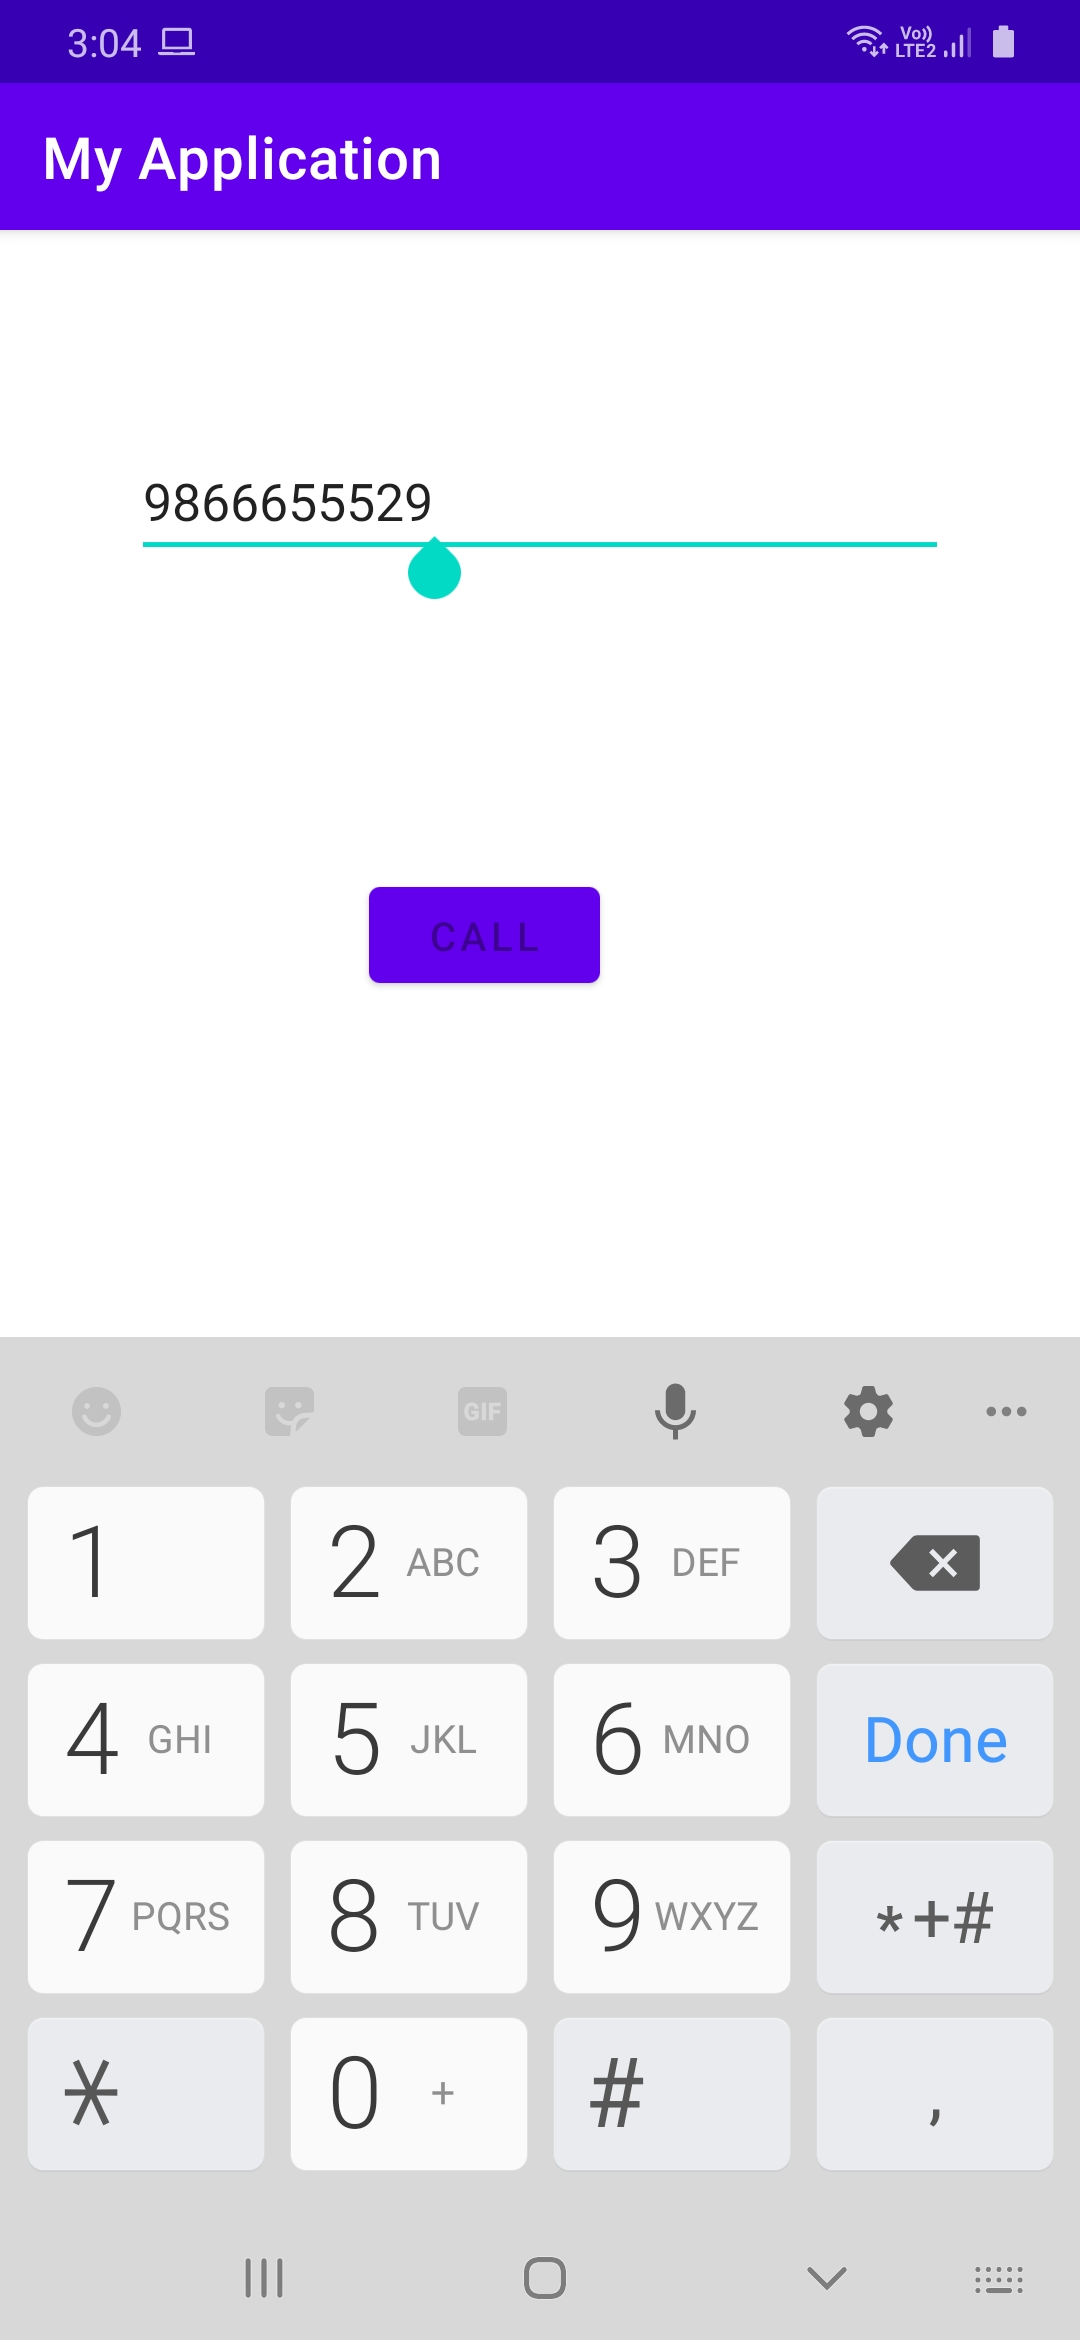 3:04 Vo)) LTE2
My Application
9866655529
CALL
GIF
1 2 ABC 3 DEF
4 GHI 5 JKL 6 MNO Done
7 PQRS 8 TUV 9 WXYZ *+#
* 0 + # ,